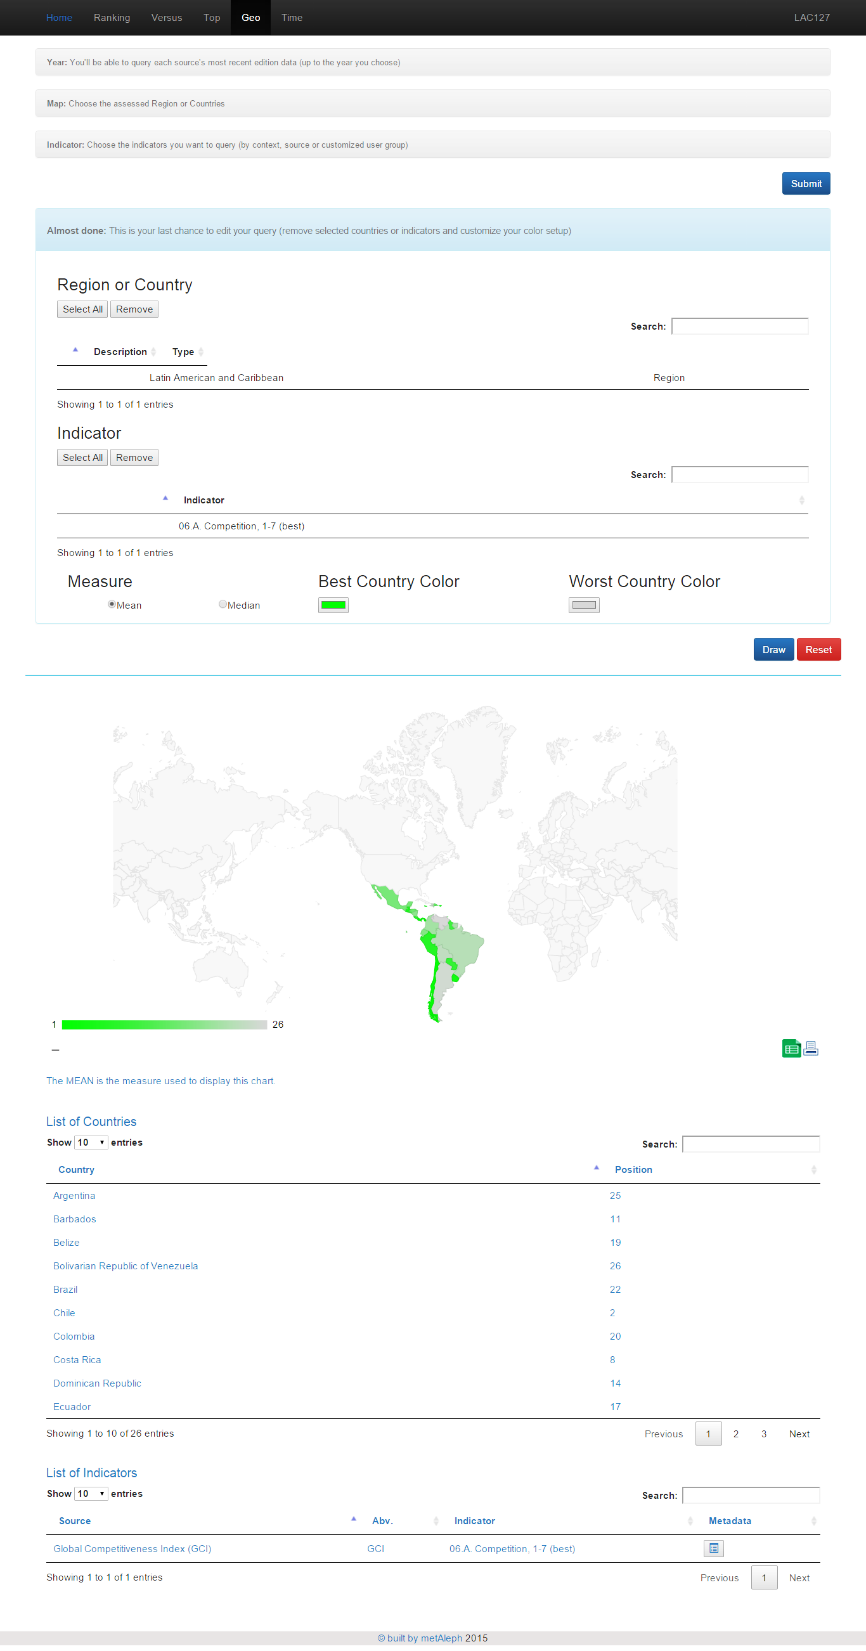 Home Ranking Versus Top Geo Time LAC127
Year: You'll be able to query each source's most recent edition data (up to the year you choose)
Map: Choose the assessed Region or Countries
Indicator: Choose the indicators you want to query (by context, source or customized user group)
Submit
Almost done: This is your last chance to edit your query (remove selected countries or indicators and customize your color setup)
Region or Country
Select All Remove
Search:
Description Type
Latin American and Caribbean Region
Showing 1 to 1 of 1 entries
Indicator
Select All Remove
Search:
Indicator
06.A. Competition, 1-7 (best)
Showing 1 to 1 of 1 entries
Measure Best Country Color Worst Country Color
Mean Median
Draw Reset
1 26
The MEAN is the measure used to display this chart.
List of Countries
Show 10 entries Search:
Country Position
Argentina 25
Barbados 11
Belize 19
Bolivarian Republic of Venezuela 26
Brazil 22
Chile 2
Colombia 20
Costa Rica 8
Dominican Republic 14
Ecuador 17
Showing 1 to 10 of 26 entries Previous 1 2 3 Next
List of Indicators
Show 10 entries Search:
Source Abv. Indicator Metadata
Global Competitiveness Index (GCI) GCI 06.A. Competition, 1-7 (best)
Showing 1 to 1 of 1 entries Previous 1 Next
© built by metAleph 2015